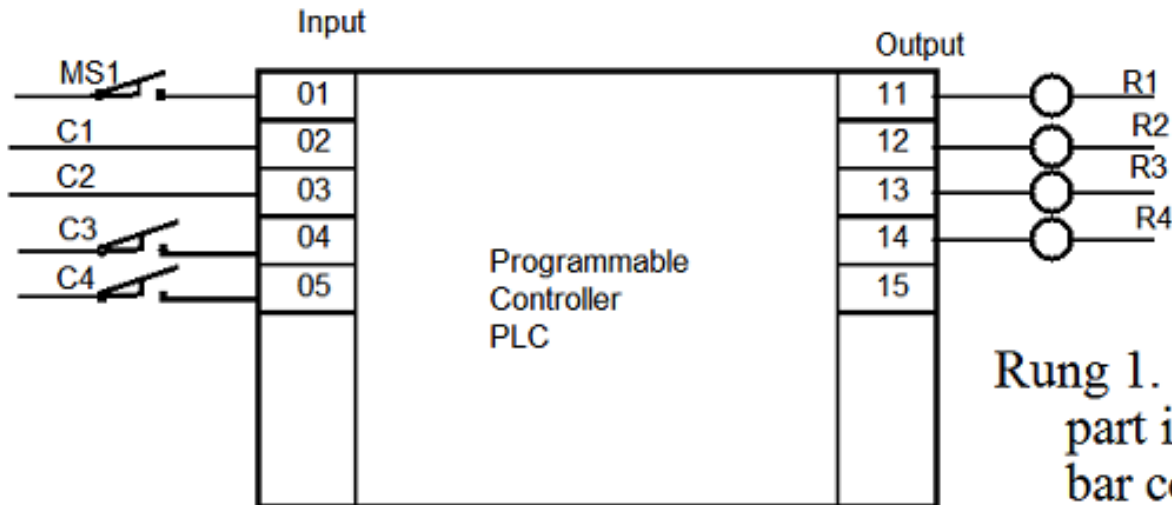 Input
Output
MS1
01
11
R1
C1
02
12
R2
C2
03
13
R3
C3
04
14
R4
C4
05
15
Programmable
Controller
PLC
Rung 1.
part
bar